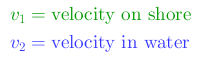 v₁ = velocity on shore
v₂ = velocity in water